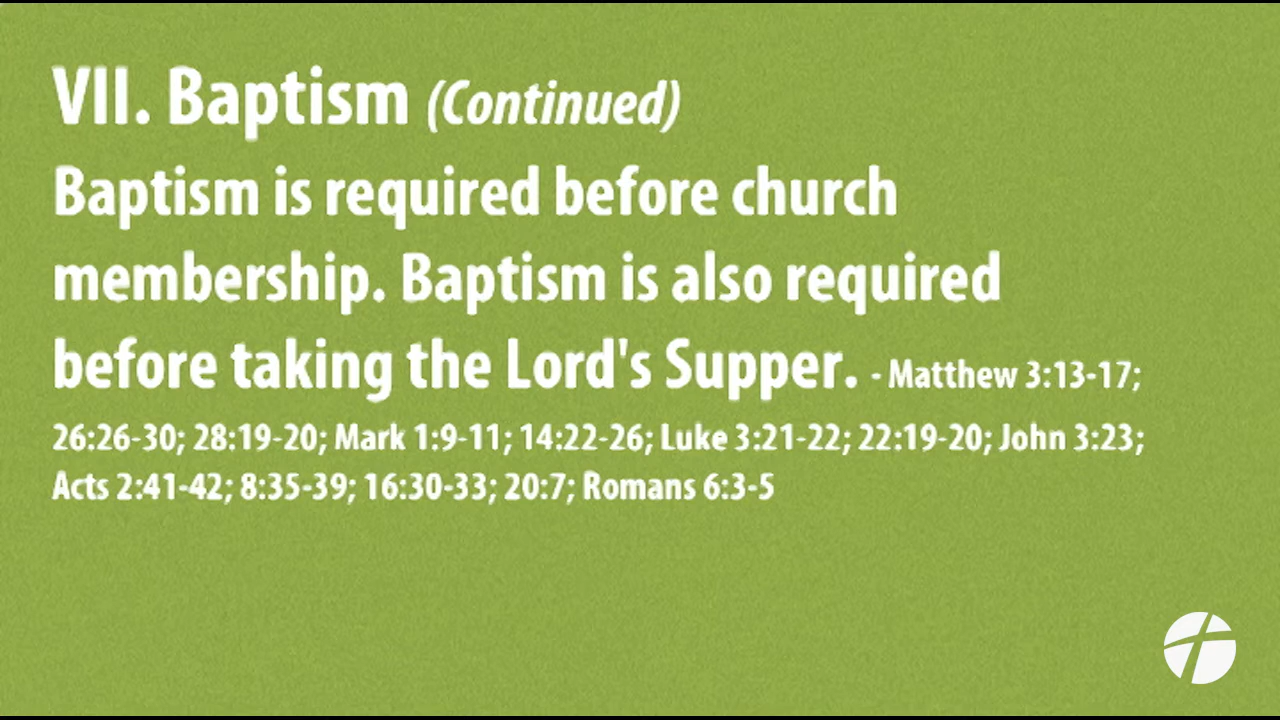 VII. Baptism (Continued)
Baptism is required before church
membership. Baptism is also required
before taking the Lord's Supper. - Matthew 3:13-17;
26:26-30; 28:19-20; Mark 1:9-11; 14:22-26; Luke 3:21-22; 22:19-20; John 3:23;
Acts 2:41-42; 8:35-39; 16:30-33; 20:7; Romans 6:3-5